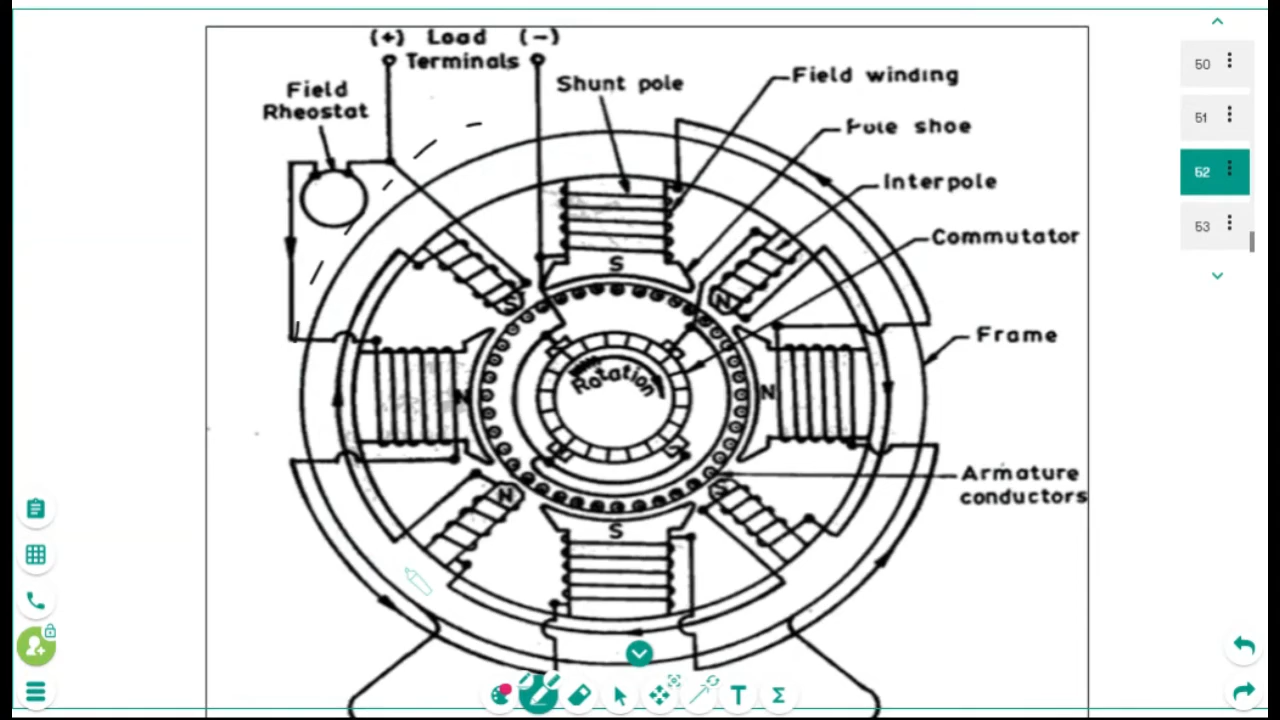 (+) Load (-)
Terminals
Field
Rheostat
Shunt pole
Field winding
Pole shoe
Interpole
Commutator
Frame
Armature
conductors
S
S
N
N
N
Rotation
N
S
S
50
51
52
53
T
Σ